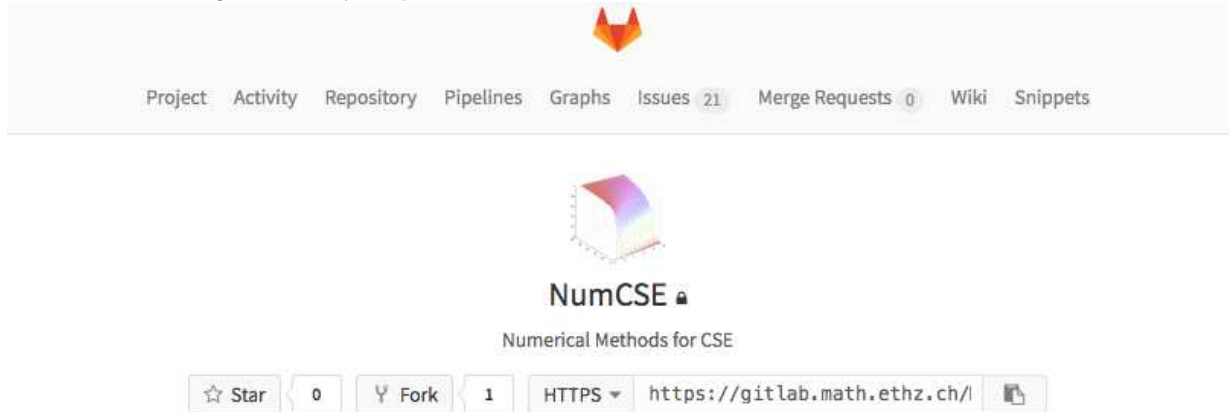 Project Activity Repository Pipelines Graphs Issues 21 Merge Requests 0 Wiki Snippets
NumCSE
Numerical Methods for CSE
Star 0 Fork 1 HTTPS https://gitlab.math.ethz.ch/